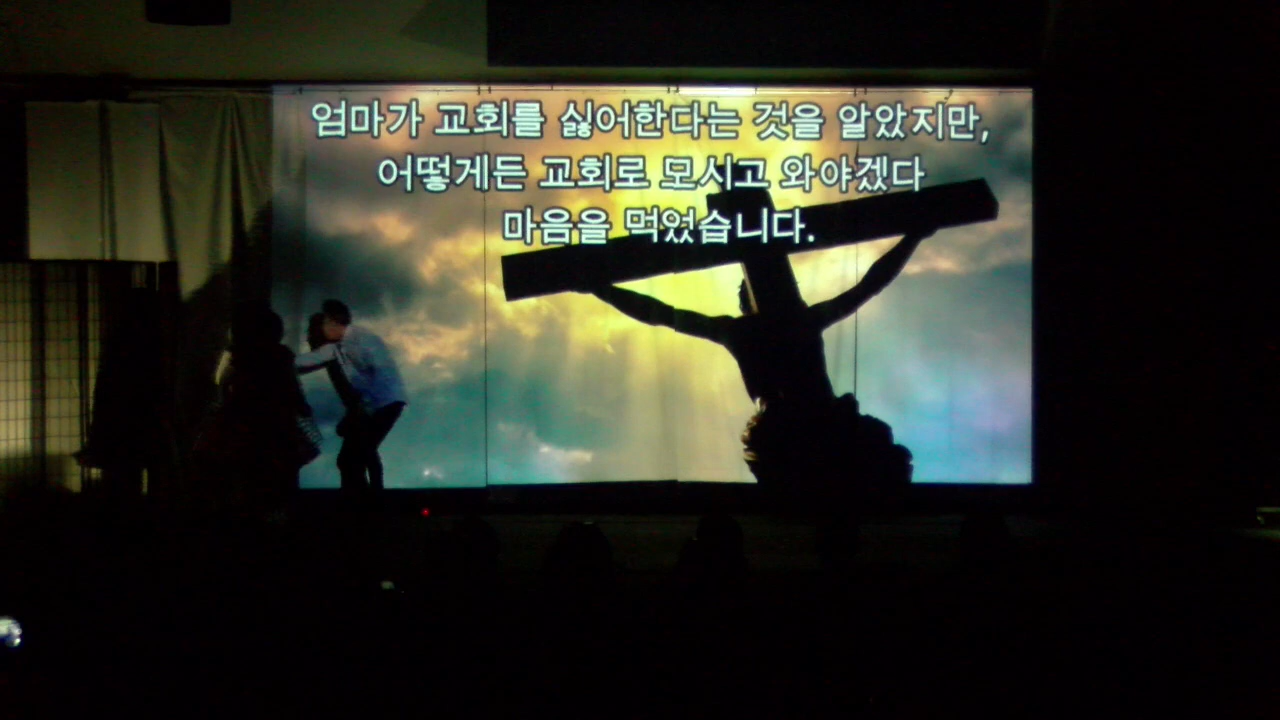 엄마가 교회를 싫어한다는 것을 알았지만,
어떻게든 교회로 모시고 와야겠다
마음을 먹었습니다.